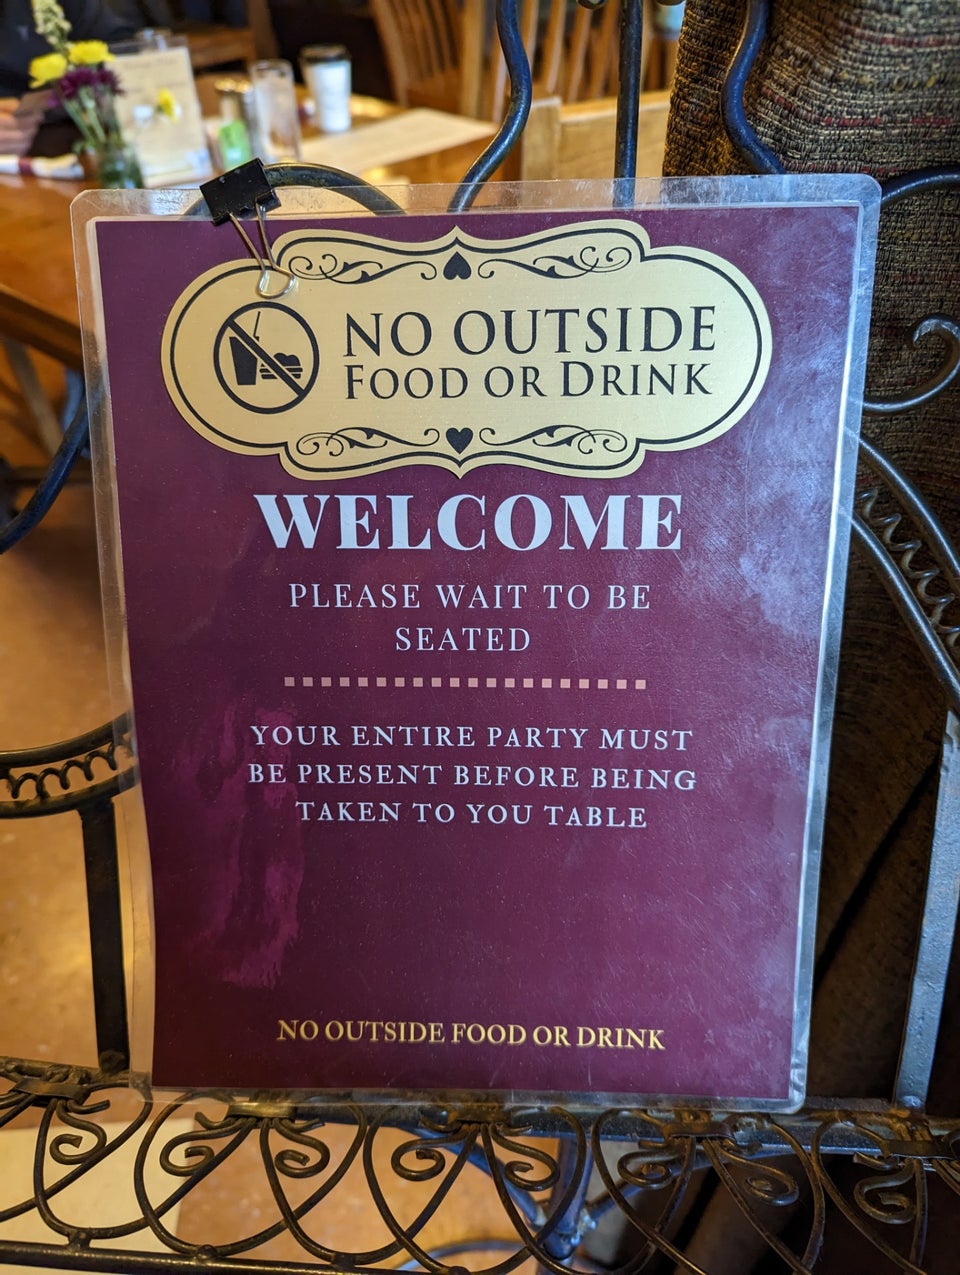 NO OUTSIDE
FOOD OR DRINK
WELCOME
PLEASE WAIT TO BE
SEATED
YOUR ENTIRE PARTY MUST
BE PRESENT BEFORE BEING
TAKEN TO YOU TABLE
NO OUTSIDE FOOD OR DRINK